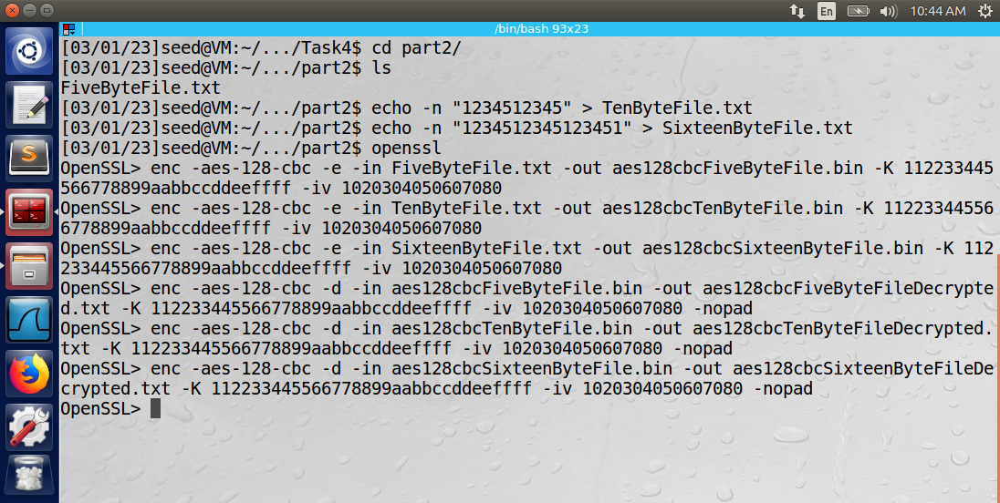 En
10:44 AM
/bin/bash 93x23
[03/01/23]seed@VM:~/.../Task4$ cd part2/
[03/01/23]seed@VM:~/.../part2$ ls
FiveByteFile.txt
[03/01/23]seed@VM:~/.../part2$ echo -n "1234512345" > TenByteFile.txt
[03/01/23]seed@VM:~/.../part2$ echo -n "1234512345123451" > SixteenByteFile.txt
[03/01/23]seed@VM:~/.../part2$ openssl
OpenSSL> enc -aes-128-cbc -e -in FiveByteFile.txt -out aes128cbcFiveByteFile.bin -K 112233445
566778899aabbccddeeffff -iv 1020304050607080
OpenSSL> enc -aes-128-cbc -e -in TenByteFile.txt -out aes128cbcTenByteFile.bin -K 11223344556
6778899aabbccddeeffff -iv 1020304050607080
OpenSSL> enc -aes-128-cbc -e -in SixteenByteFile.txt -out aes128cbcSixteenByteFile.bin -K 112
233445566778899aabbccddeeffff -iv 1020304050607080
OpenSSL> enc -aes-128-cbc -d -in aes128cbcFiveByteFile.bin -out aes128cbcFiveByteFileDecrypte
d.txt -K 112233445566778899aabbccddeeffff -iv 1020304050607080 -nopad
OpenSSL> enc -aes-128-cbc -d -in aes128cbcTenByteFile.bin -out aes128cbcTenByteFileDecrypted.
txt -K 112233445566778899aabbccddeeffff -iv 1020304050607080 -nopad
OpenSSL> enc -aes-128-cbc -d -in aes128cbcSixteenByteFile.bin -out aes128cbcSixteenByteFileDe
crypted.txt -K 112233445566778899aabbccddeeffff -iv 1020304050607080 -nopad
OpenSSL>